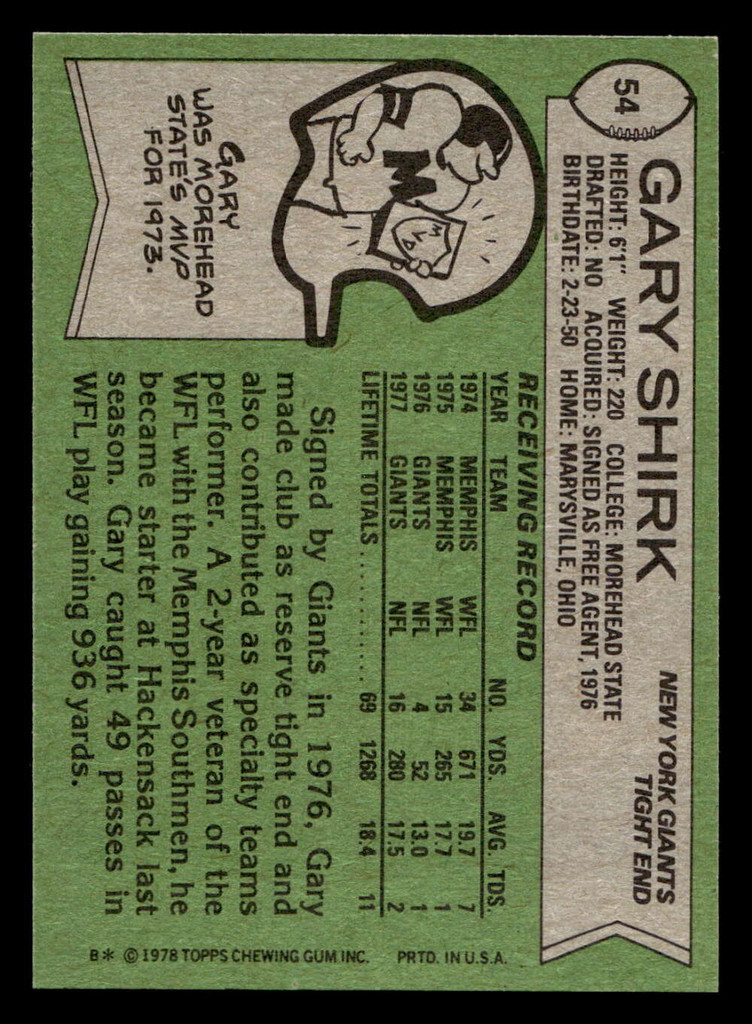 54
GARY SHIRK
NEW YORK GIANTS
TIGHT END
HEIGHT: 6'1" WEIGHT: 220 COLLEGE: MOREHEAD STATE
DRAFTED: NO ACQUIRED: SIGNED AS FREE AGENT, 1976
BIRTHDATE: 2-23-50 HOME: MARYSVILLE, OHIO
M
MVP
GARY
WAS MOREHEAD
STATE'S MVP
FOR 1973.
RECEIVING RECORD
YEAR TEAM NO. YDS. AVG. TDS.
1974 MEMPHIS WFL 34 671 19.7 7
1975 MEMPHIS WFL 15 265 17.7 1
1976 GIANTS NFL 4 52 13.0 1
1977 GIANTS NFL 16 280 17.5 2
LIFETIME TOTALS ............ 69 1268 18.4 11
Signed by Giants in 1976, Gary
made club as reserve tight end and
also contributed as specialty teams
performer. A 2-year veteran of the
WFL with the Memphis Southmen, he
became starter at Hackensack last
season. Gary caught 49 passes in
WFL play gaining 936 yards.
B* © 1978 TOPPS CHEWING GUM INC. PRTD. IN U.S.A.